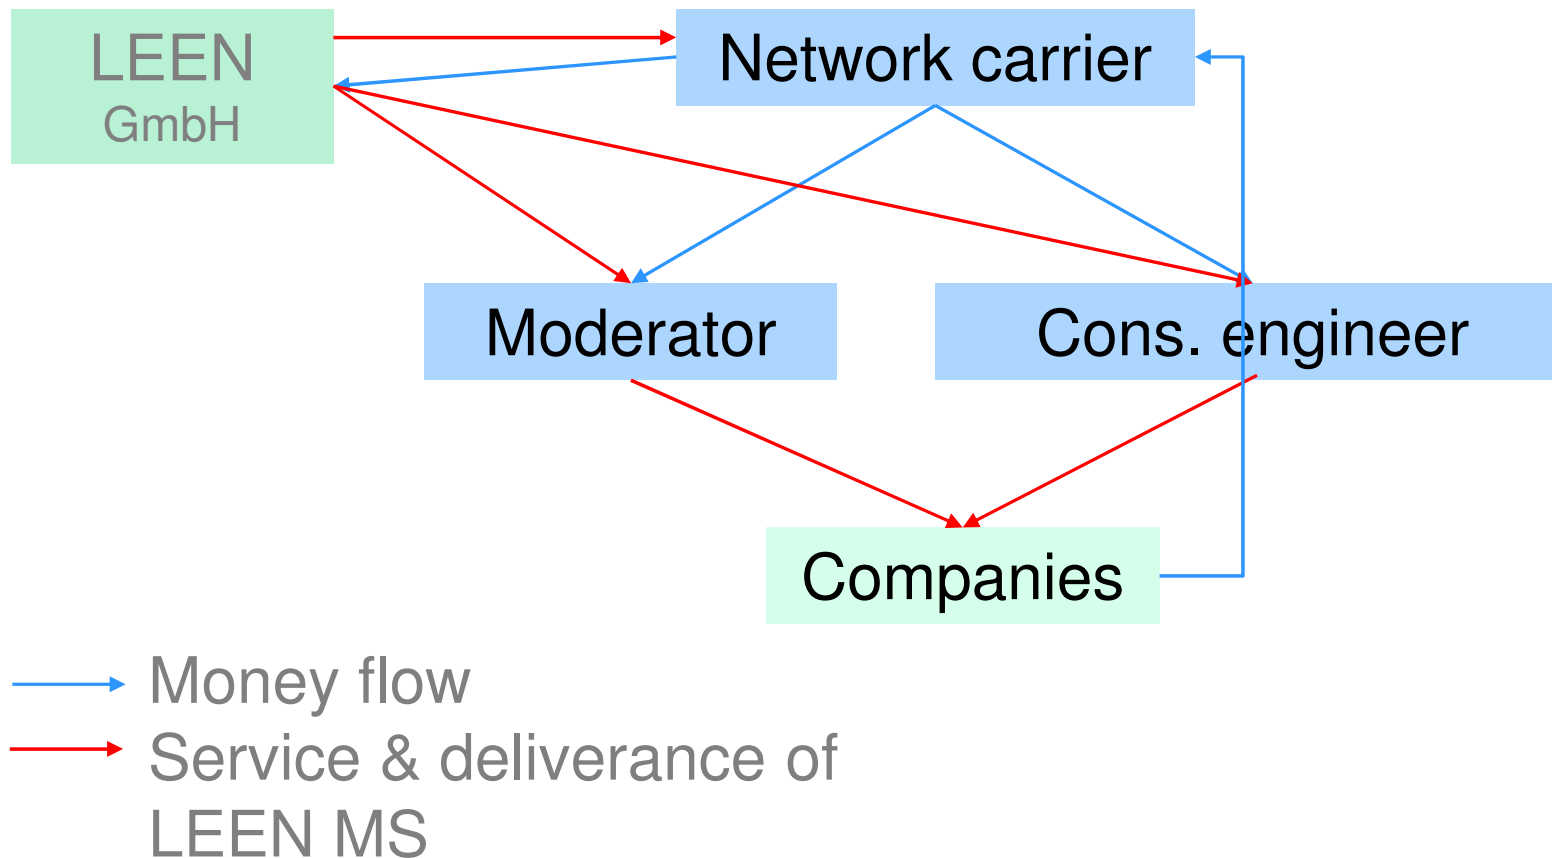 LEEN
GmbH
Network carrier
Moderator
Cons. engineer
Companies
Money flow
Service & deliverance of
LEEN MS